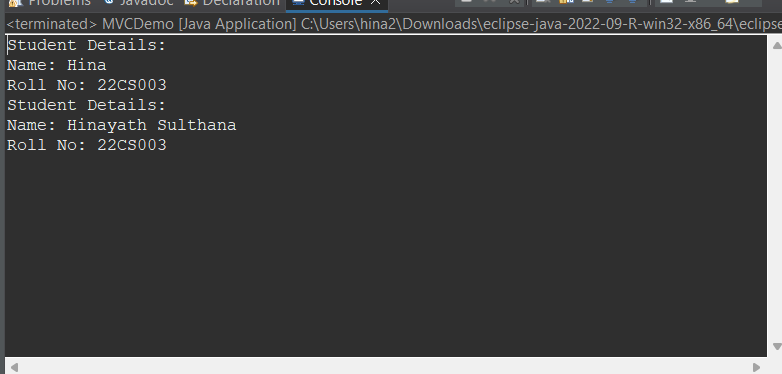 Problems Javadoc Declaration Console
<terminated> MVCDemo [Java Application] C:\Users\hina2\Downloads\eclipse-java-2022-09-R-win32-x86_64\eclipse
Student Details:
Name: Hina
Roll No: 22CS003
Student Details:
Name: Hinayath Sulthana
Roll No: 22CS003